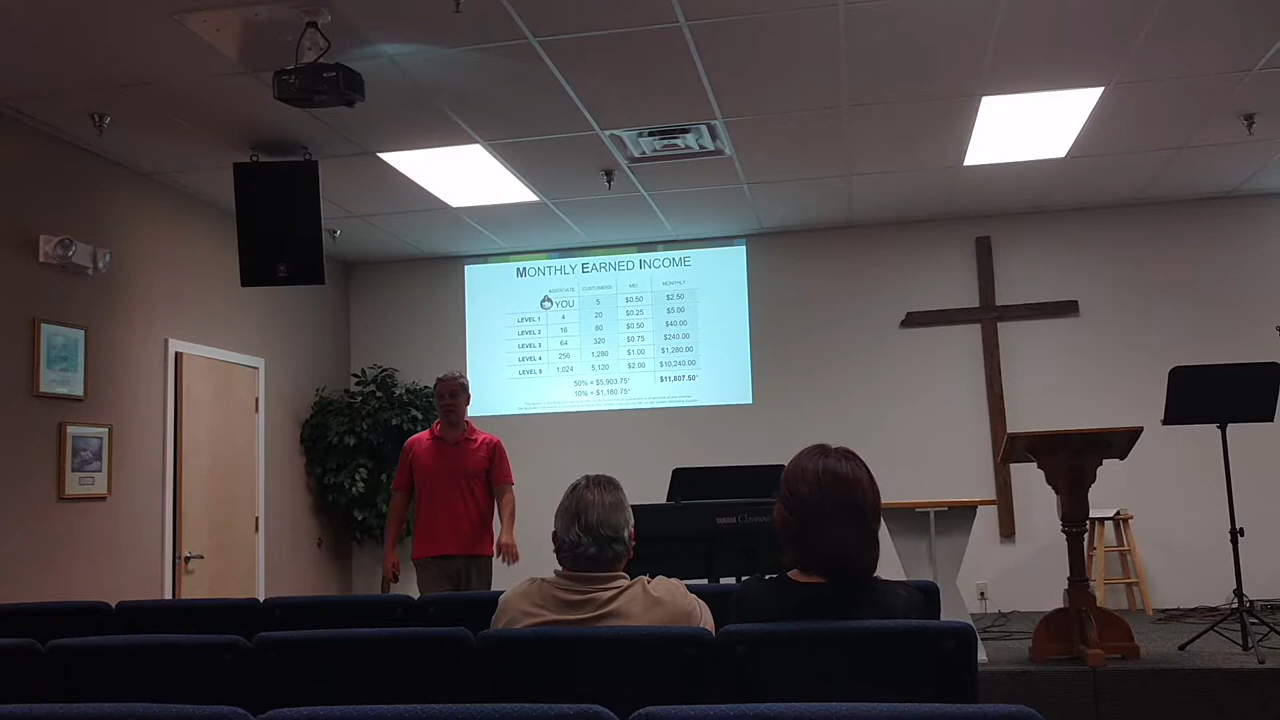 MONTHLY EARNED INCOME
ASSOCIATE CUSTOMERS MEI MONTHLY
YOU 5 $0.50 $2.50
LEVEL 1 4 20 $0.25 $5.00
LEVEL 2 16 80 $0.50 $40.00
LEVEL 3 64 320 $0.75 $240.00
LEVEL 4 256 1,280 $1.00 $1,280.00
LEVEL 5 1,024 5,120 $2.00 $10,240.00
50% = $5,903.75* $11,807.50*
10% = $1,180.75*
YAMAHA Clavinova